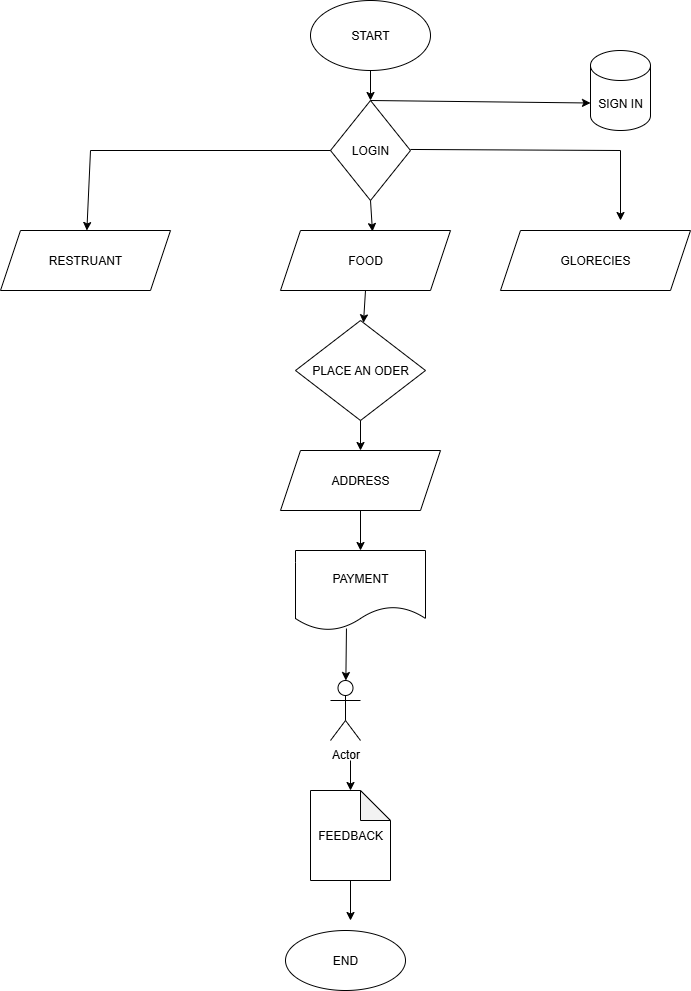 START
SIGN IN
LOGIN
RESTRUANT
FOOD
GLORECIES
PLACE AN ODER
ADDRESS
PAYMENT
Actor
FEEDBACK
END